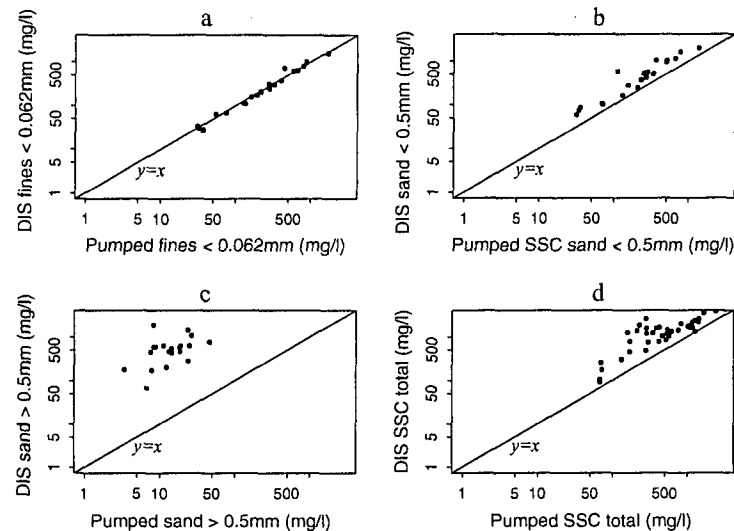 a
DIS fines < 0.062mm (mg/l)
500
50
5
1
y=x
1 5 10 50 500
Pumped fines < 0.062mm (mg/l)
b
DIS sand < 0.5mm (mg/l)
500
50
5
1
y=x
1 5 10 50 500
Pumped SSC sand < 0.5mm (mg/l)
c
DIS sand > 0.5mm (mg/l)
500
50
5
1
y=x
1 5 10 50 500
Pumped sand > 0.5mm (mg/l)
d
DIS SSC total (mg/l)
500
50
5
1
y=x
1 5 10 50 500
Pumped SSC total (mg/l)